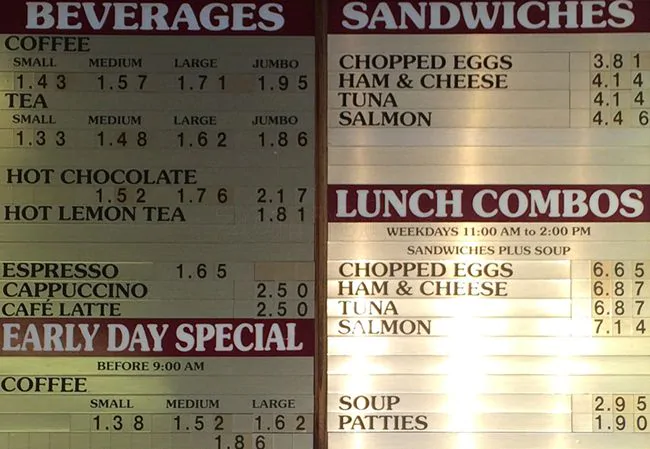 BEVERAGES
COFFEE
SMALL MEDIUM LARGE JUMBO
1.43 1.57 1.71 1.95
TEA
SMALL MEDIUM LARGE JUMBO
1.33 1.48 1.62 1.86
HOT CHOCOLATE
1.52 1.76 2.17
HOT LEMON TEA 1.81
ESPRESSO 1.65
CAPPUCCINO 2.50
CAFÉ LATTE 2.50
EARLY DAY SPECIAL
BEFORE 9:00 AM
COFFEE
SMALL MEDIUM LARGE
1.38 1.52 1.62
1.86
SANDWICHES
CHOPPED EGGS 3.81
HAM & CHEESE 4.14
TUNA 4.14
SALMON 4.46
LUNCH COMBOS
WEEKDAYS 11:00 AM to 2:00 PM
SANDWICHES PLUS SOUP
CHOPPED EGGS 6.65
HAM & CHEESE 6.87
TUNA 6.87
SALMON 7.14
SOUP 2.95
PATTIES 1.90